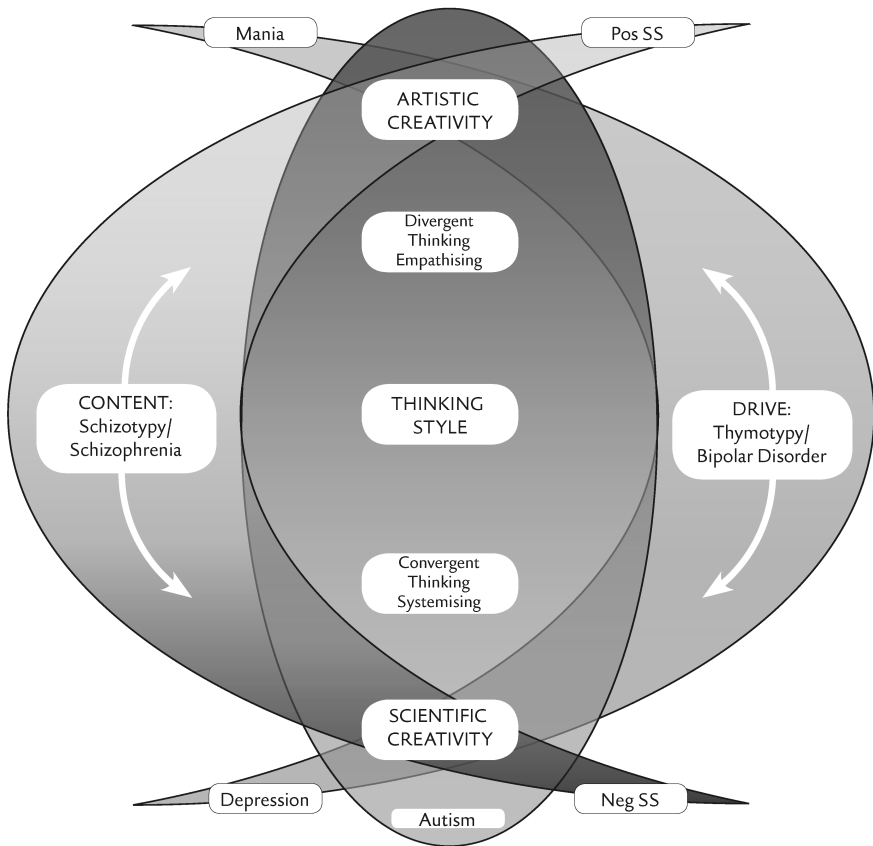 Mania
Pos SS
ARTISTIC
CREATIVITY
Divergent
Thinking
Empathising
CONTENT:
Schizotypy/
Schizophrenia
THINKING
STYLE
DRIVE:
Thymotypy/
Bipolar Disorder
Convergent
Thinking
Systemising
SCIENTIFIC
CREATIVITY
Depression
Neg SS
Autism